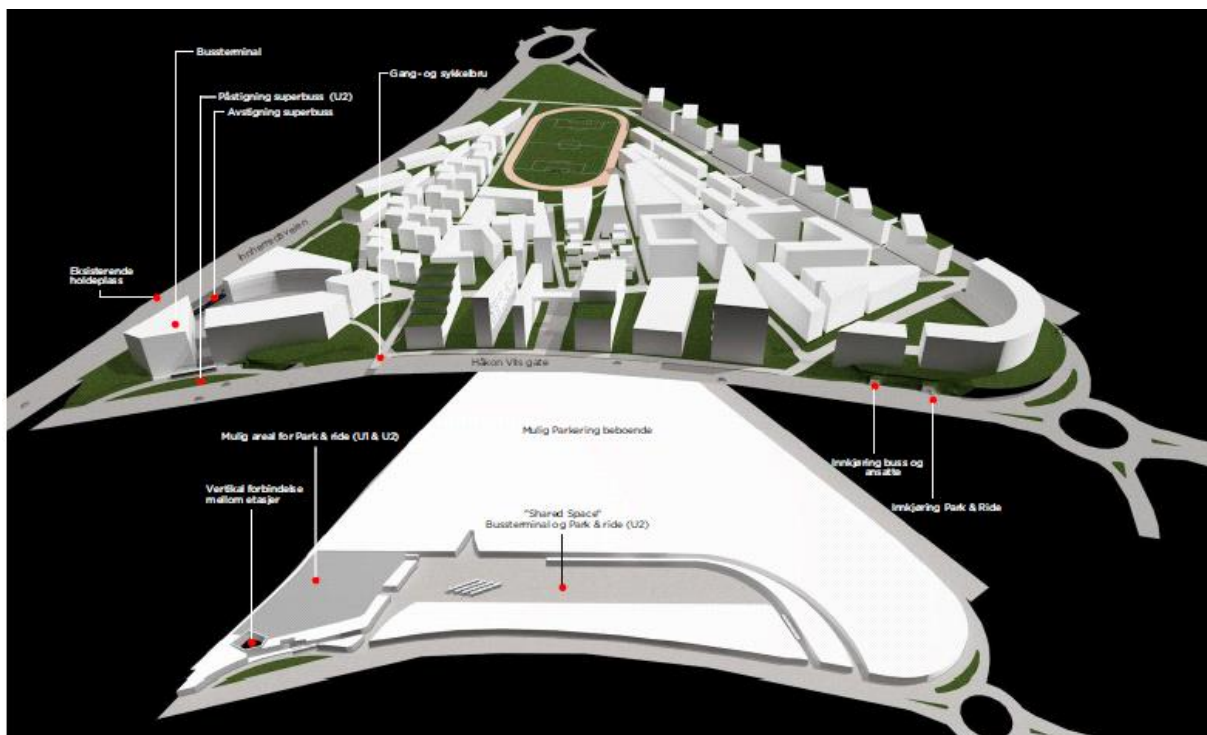 Bussterminal
Påstigning superbuss (U2)
Avstigning superbuss
Gang- og sykkelbru
Innherredsveien
Eksisterende
holdeplass
Håkon VIIs gate
Mulig areal for Park & ride (U1 & U2)
Mulig Parkering beboende
Vertikal forbindelse
mellom etasjer
"Shared Space"
Bussterminal og Park & ride (U2)
Innkjøring buss og
ansatte
Innkjøring Park & Ride